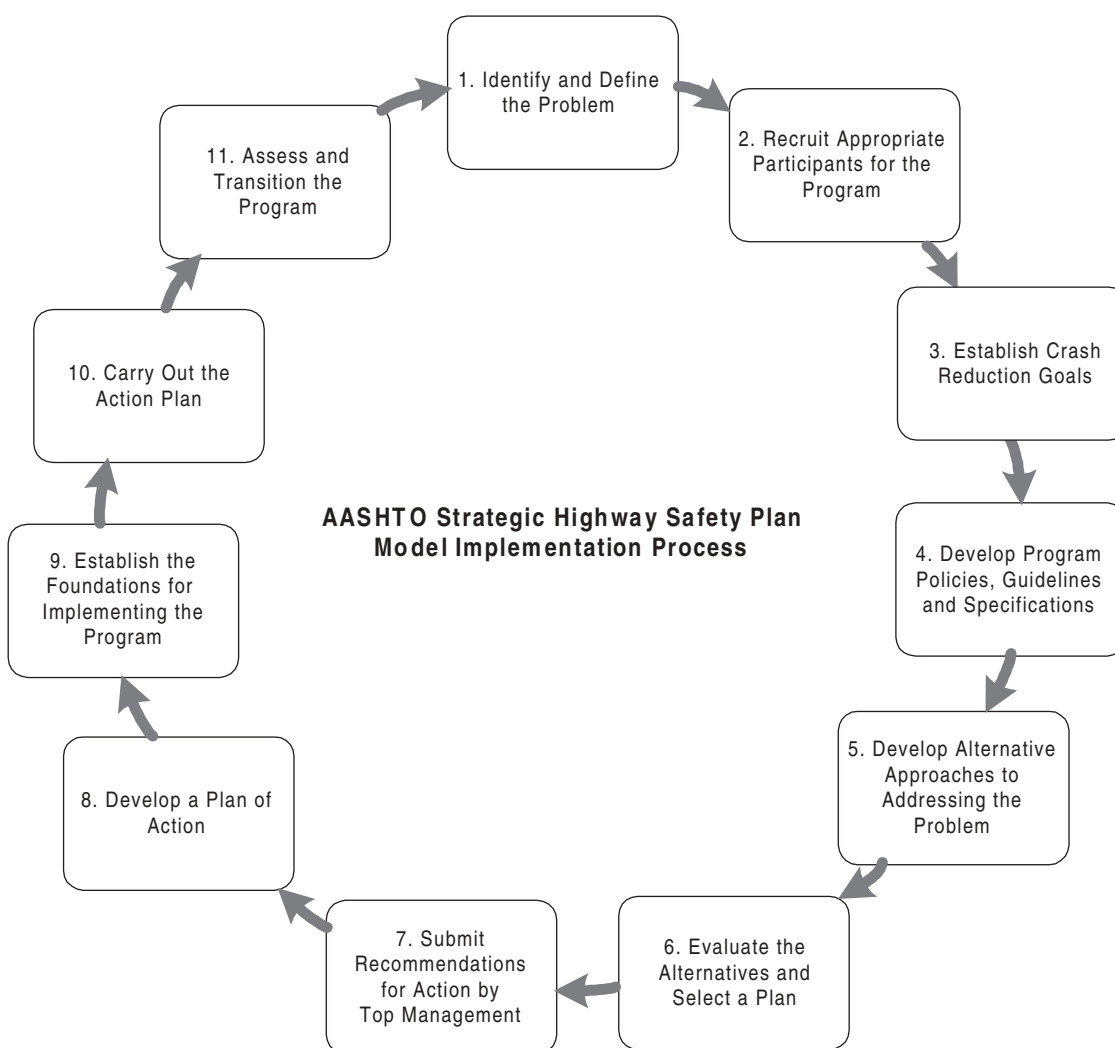 1. Identify and Define
the Problem
2. Recruit Appropriate
Participants for the
Program
3. Establish Crash
Reduction Goals
4. Develop Program
Policies, Guidelines
and Specifications
5. Develop Alternative
Approaches to
Addressing the
Problem
6. Evaluate the
Alternatives and
Select a Plan
7. Submit
Recommendations
for Action by
Top Management
8. Develop a Plan of
Action
9. Establish the
Foundations for
Implementing the
Program
10. Carry Out the
Action Plan
11. Assess and
Transition the
Program
AASHTO Strategic Highway Safety Plan
Model Implementation Process